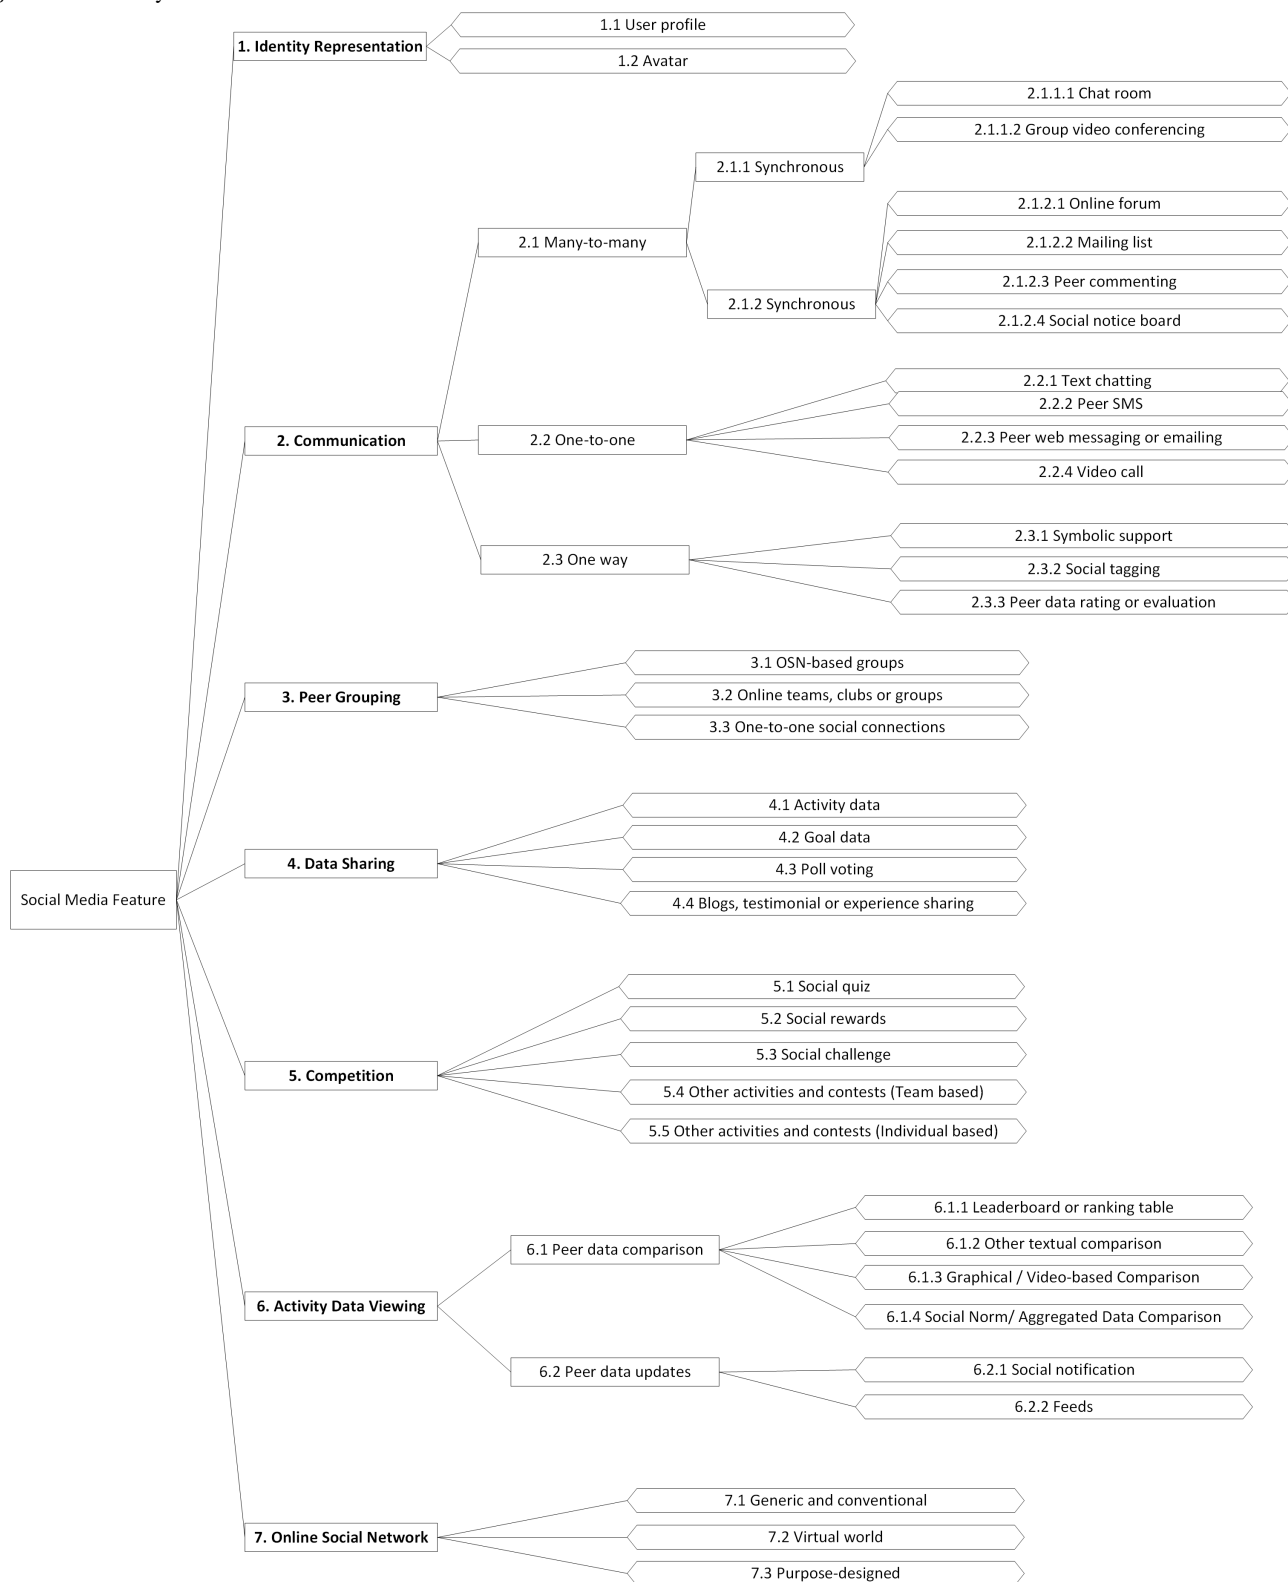 1. Identity Representation
1.1 User profile
1.2 Avatar
2. Communication
2.1 Many-to-many
2.1.1 Synchronous
2.1.1.1 Chat room
2.1.1.2 Group video conferencing
2.1.2 Synchronous
2.1.2.1 Online forum
2.1.2.2 Mailing list
2.1.2.3 Peer commenting
2.1.2.4 Social notice board
2.2 One-to-one
2.2.1 Text chatting
2.2.2 Peer SMS
2.2.3 Peer web messaging or emailing
2.2.4 Video call
2.3 One way
2.3.1 Symbolic support
2.3.2 Social tagging
2.3.3 Peer data rating or evaluation
3. Peer Grouping
3.1 OSN-based groups
3.2 Online teams, clubs or groups
3.3 One-to-one social connections
4. Data Sharing
4.1 Activity data
4.2 Goal data
4.3 Poll voting
4.4 Blogs, testimonial or experience sharing
Social Media Feature
5. Competition
5.1 Social quiz
5.2 Social rewards
5.3 Social challenge
5.4 Other activities and contests (Team based)
5.5 Other activities and contests (Individual based)
6. Activity Data Viewing
6.1 Peer data comparison
6.1.1 Leaderboard or ranking table
6.1.2 Other textual comparison
6.1.3 Graphical / Video-based Comparison
6.1.4 Social Norm/ Aggregated Data Comparison
6.2 Peer data updates
6.2.1 Social notification
6.2.2 Feeds
7. Online Social Network
7.1 Generic and conventional
7.2 Virtual world
7.3 Purpose-designed